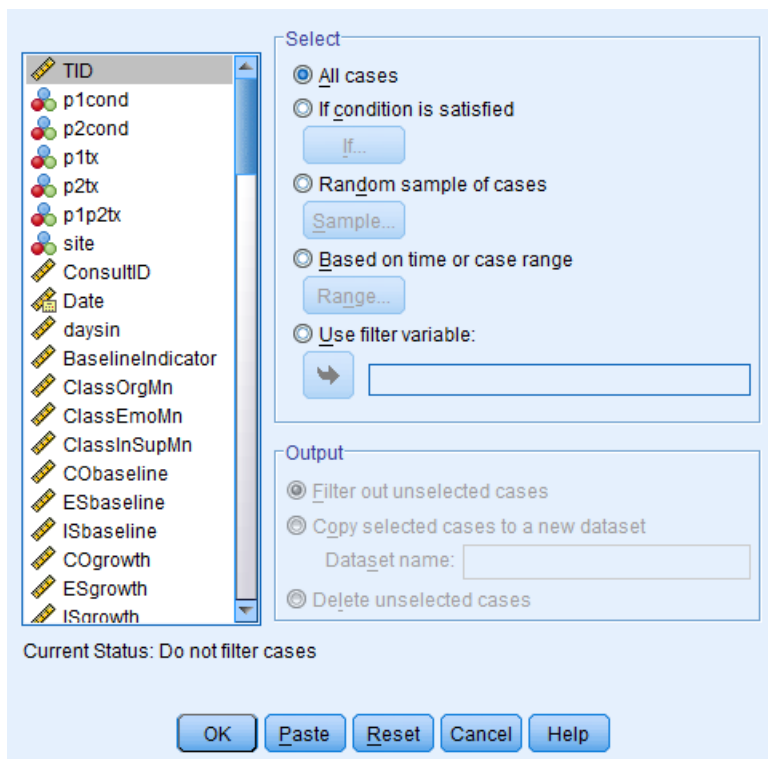 TID
p1cond
p2cond
p1tx
p2tx
p1p2tx
site
ConsultID
Date
daysin
BaselineIndicator
ClassOrgMn
ClassEmoMn
ClassInSupMn
CObaseline
ESbaseline
ISbaseline
COgrowth
ESgrowth
ISgrowth
Select
All cases
If condition is satisfied
If...
Random sample of cases
Sample...
Based on time or case range
Range...
Use filter variable:
Output
Filter out unselected cases
Copy selected cases to a new dataset
Dataset name:
Delete unselected cases
Current Status: Do not filter cases
OK Paste Reset Cancel Help